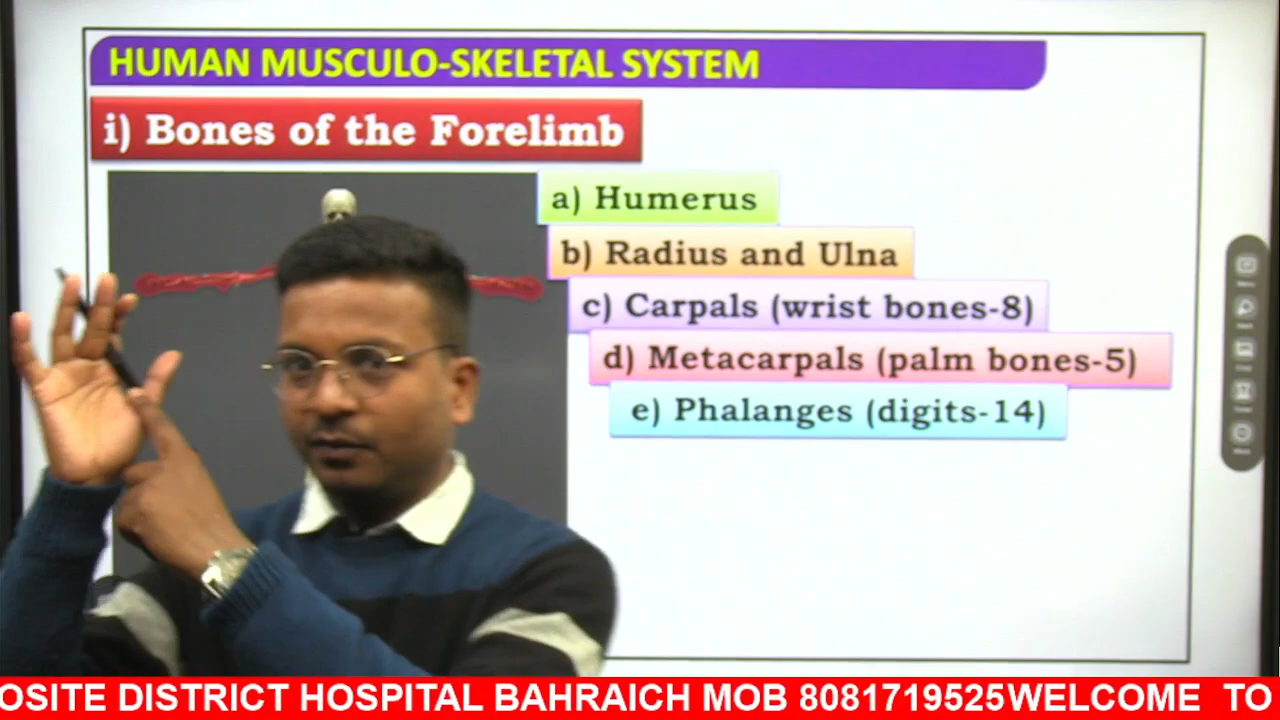 HUMAN MUSCULO-SKELETAL SYSTEM
i) Bones of the Forelimb
a) Humerus
b) Radius and Ulna
c) Carpals (wrist bones-8)
d) Metacarpals (palm bones-5)
e) Phalanges (digits-14)
OSITE DISTRICT HOSPITAL BAHRAICH MOB 8081719525WELCOME TO